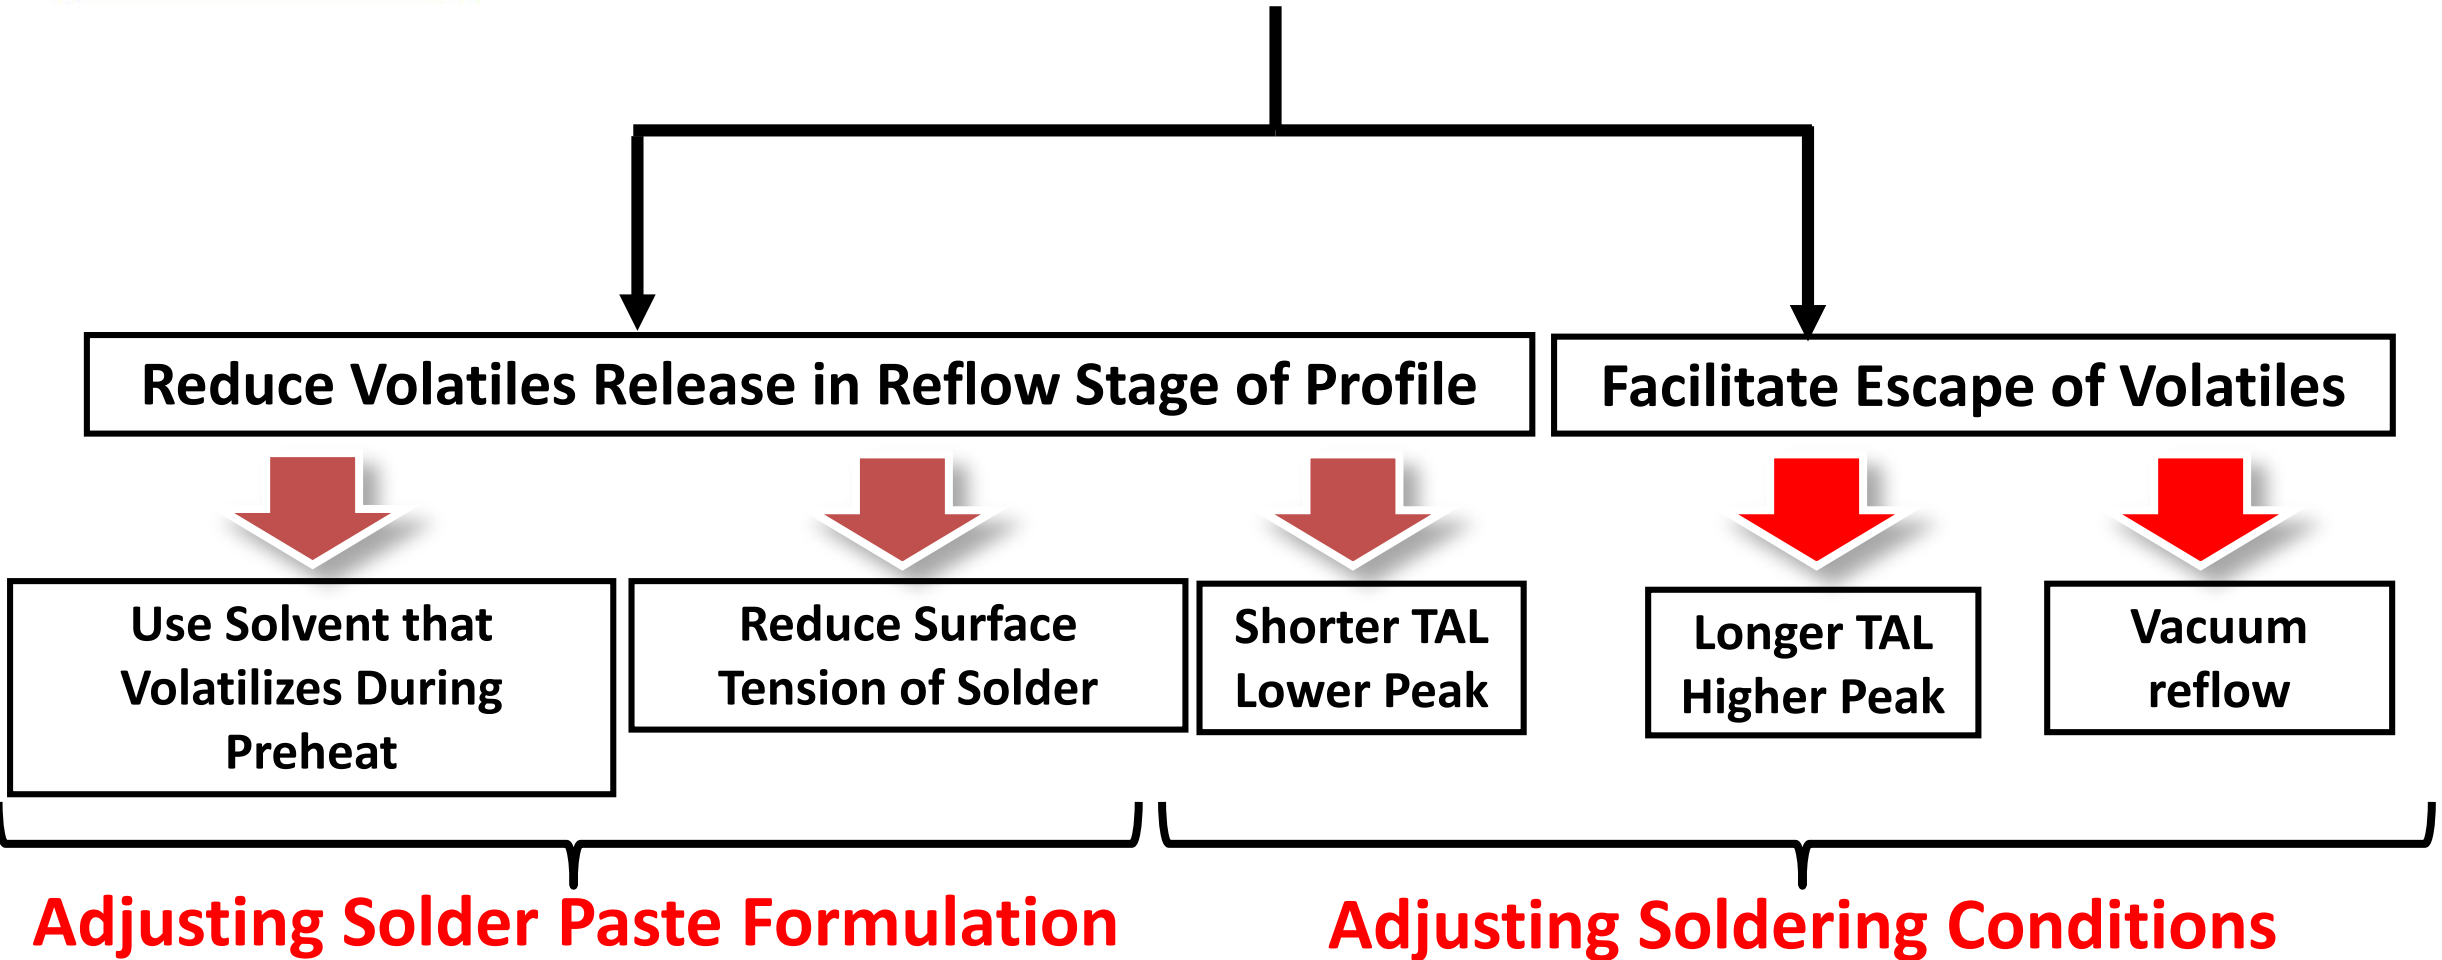 Reduce Volatiles Release in Reflow Stage of Profile
Facilitate Escape of Volatiles
Use Solvent that
Volatilizes During
Preheat
Reduce Surface
Tension of Solder
Shorter TAL
Lower Peak
Longer TAL
Higher Peak
Vacuum
reflow
Adjusting Solder Paste Formulation
Adjusting Soldering Conditions